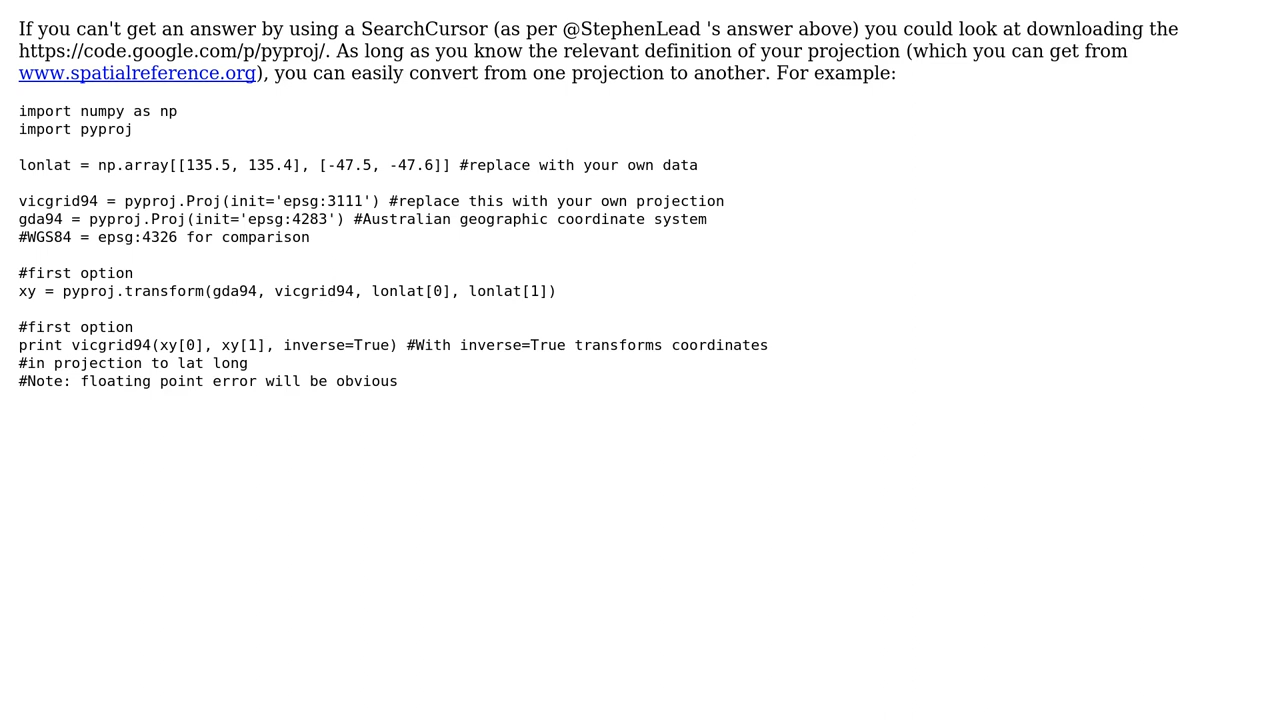 If you can't get an answer by using a SearchCursor (as per @StephenLead 's answer above) you could look at downloading the
https://code.google.com/p/pyproj/. As long as you know the relevant definition of your projection (which you can get from
www.spatialreference.org), you can easily convert from one projection to another. For example:
import numpy as np
import pyproj
lonlat = np.array[[135.5, 135.4], [-47.5, -47.6]] #replace with your own data
vicgrid94 = pyproj.Proj(init='epsg:3111') #replace this with your own projection
gda94 = pyproj.Proj(init='epsg:4283') #Australian geographic coordinate system
#WGS84 = epsg:4326 for comparison
#first option
xy = pyproj.transform(gda94, vicgrid94, lonlat[0], lonlat[1])
#first option
print vicgrid94(xy[0], xy[1], inverse=True) #With inverse=True transforms coordinates
#in projection to lat long
#Note: floating point error will be obvious